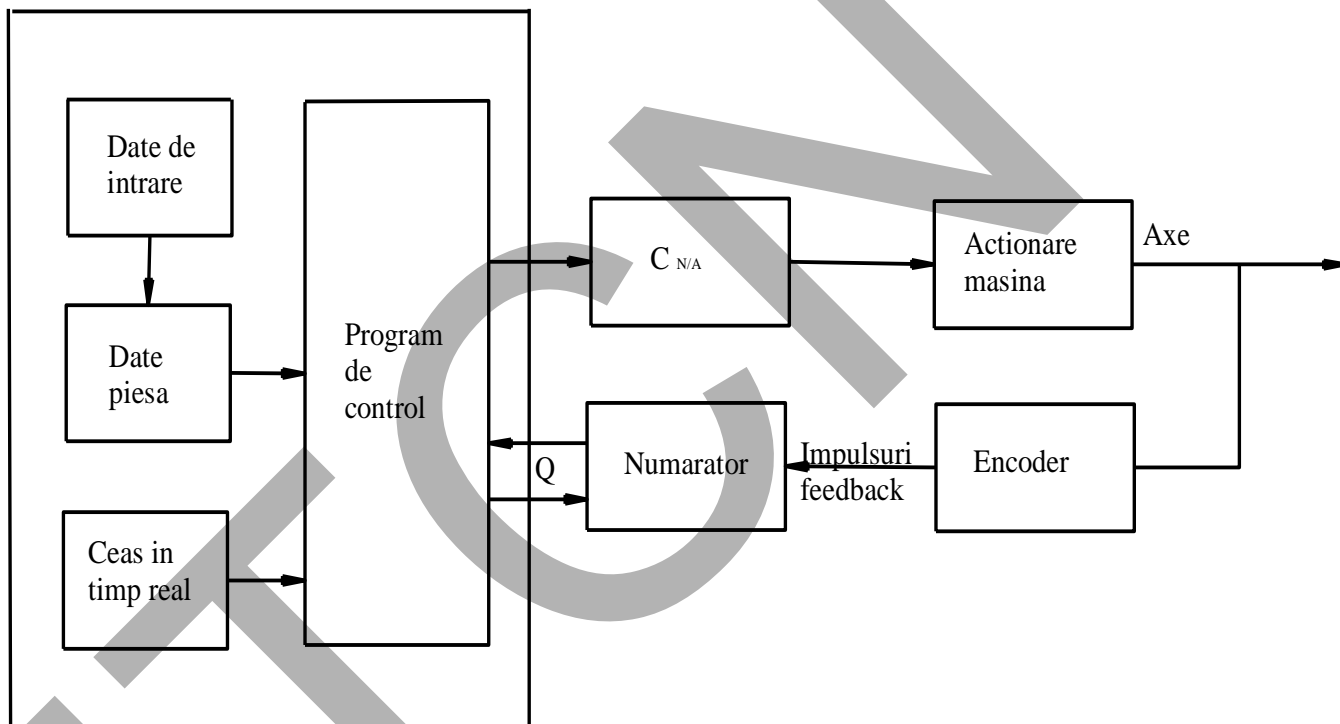 Date de
intrare
Date
piesa
Ceas in
timp real
Program
de
control
C N/A
Actionare
masina
Axe
Q
Numarator
Impulsuri
feedback
Encoder
TCN